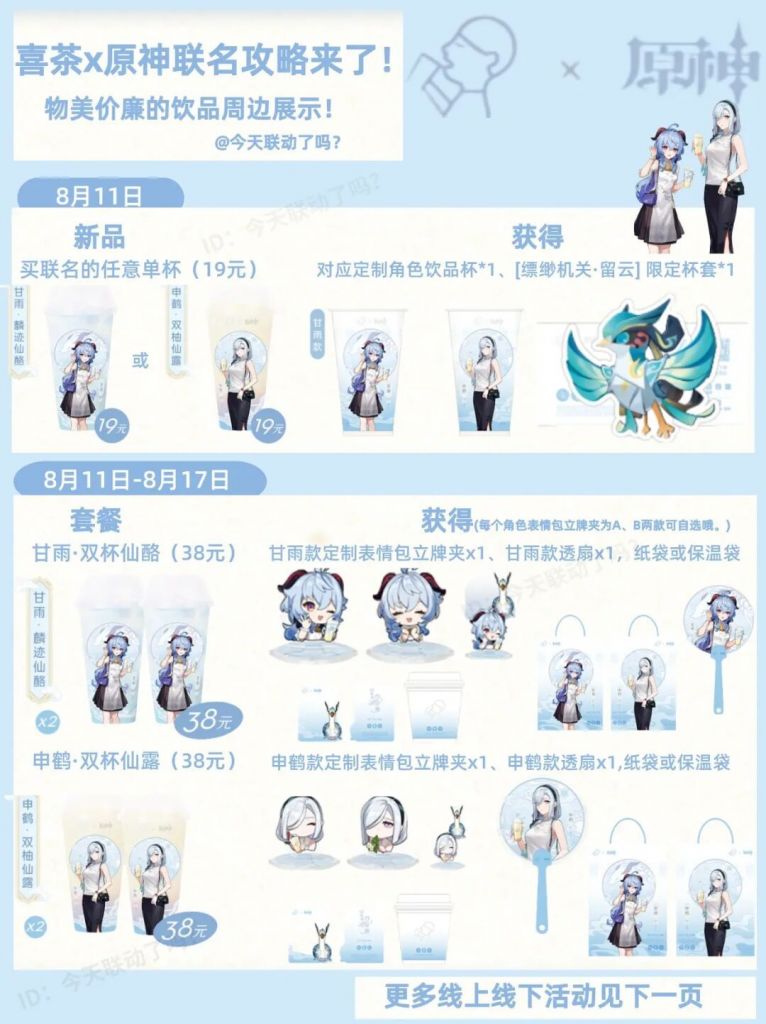 喜茶x原神联名攻略来了！
物美价廉的饮品周边展示！
@今天联动了吗？
×
原神
8月11日
ID：今天联动了吗?
新品
获得
买联名的任意单杯（19元）
对应定制角色饮品杯*1、[缥缈机关·留云] 限定杯套*1
甘雨·麟迹仙酪
或
申鹤·双柚仙露
甘雨款
19元
19元
8月11日-8月17日
套餐
获得(每个角色表情包立牌夹为A、B两款可自选哦。)
甘雨·双杯仙酪（38元）
甘雨款定制表情包立牌夹x1、甘雨款透扇x1，纸袋或保温袋
甘雨·麟迹仙酪
x2
38元
申鹤·双杯仙露（38元）
申鹤款定制表情包立牌夹x1、申鹤款透扇x1,纸袋或保温袋
申鹤·双柚仙露
x2
38元
ID：今天联动了吗?
更多线上线下活动见下一页